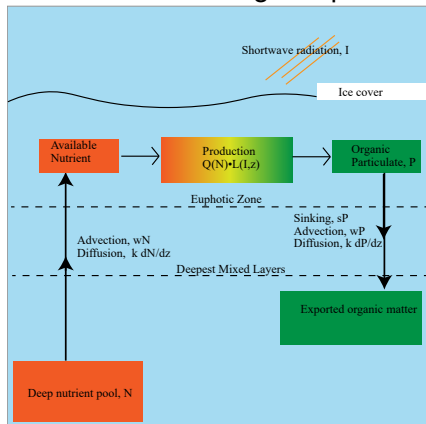 Shortwave radiation, I
Ice cover
Available
Nutrient
Production
Q(N)•L(I,z)
Organic
Particulate, P
Euphotic Zone
Advection, wN
Diffusion,  k dN/dz
Sinking, sP
Advection, wP
Diffusion, k dP/dz
Deepest Mixed Layers
Exported organic matter
Deep nutrient pool, N